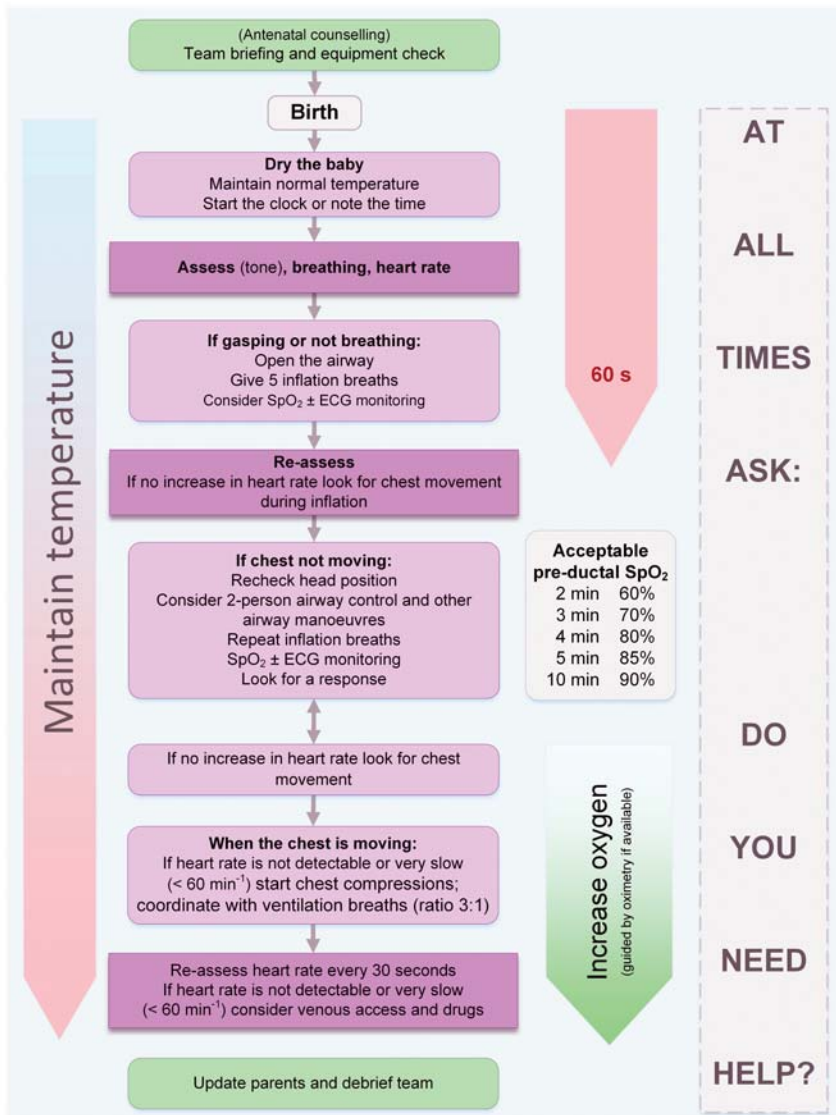 (Antenatal counselling)
Team briefing and equipment check
Birth
Dry the baby
Maintain normal temperature
Start the clock or note the time
Assess (tone), breathing, heart rate
If gasping or not breathing:
Open the airway
Give 5 inflation breaths
Consider SpO₂ ± ECG monitoring
Re-assess
If no increase in heart rate look for chest movement
during inflation
If chest not moving:
Recheck head position
Consider 2-person airway control and other
airway manoeuvres
Repeat inflation breaths
SpO₂ ± ECG monitoring
Look for a response
If no increase in heart rate look for chest
movement
When the chest is moving:
If heart rate is not detectable or very slow
(< 60 min⁻¹) start chest compressions;
coordinate with ventilation breaths (ratio 3:1)
Re-assess heart rate every 30 seconds
If heart rate is not detectable or very slow
(< 60 min⁻¹) consider venous access and drugs
Update parents and debrief team
Maintain temperature
60 s
Acceptable
pre-ductal SpO₂
2 min 60%
3 min 70%
4 min 80%
5 min 85%
10 min 90%
Increase oxygen
(guided by oximetry if available)
AT
ALL
TIMES
ASK:
DO
YOU
NEED
HELP?